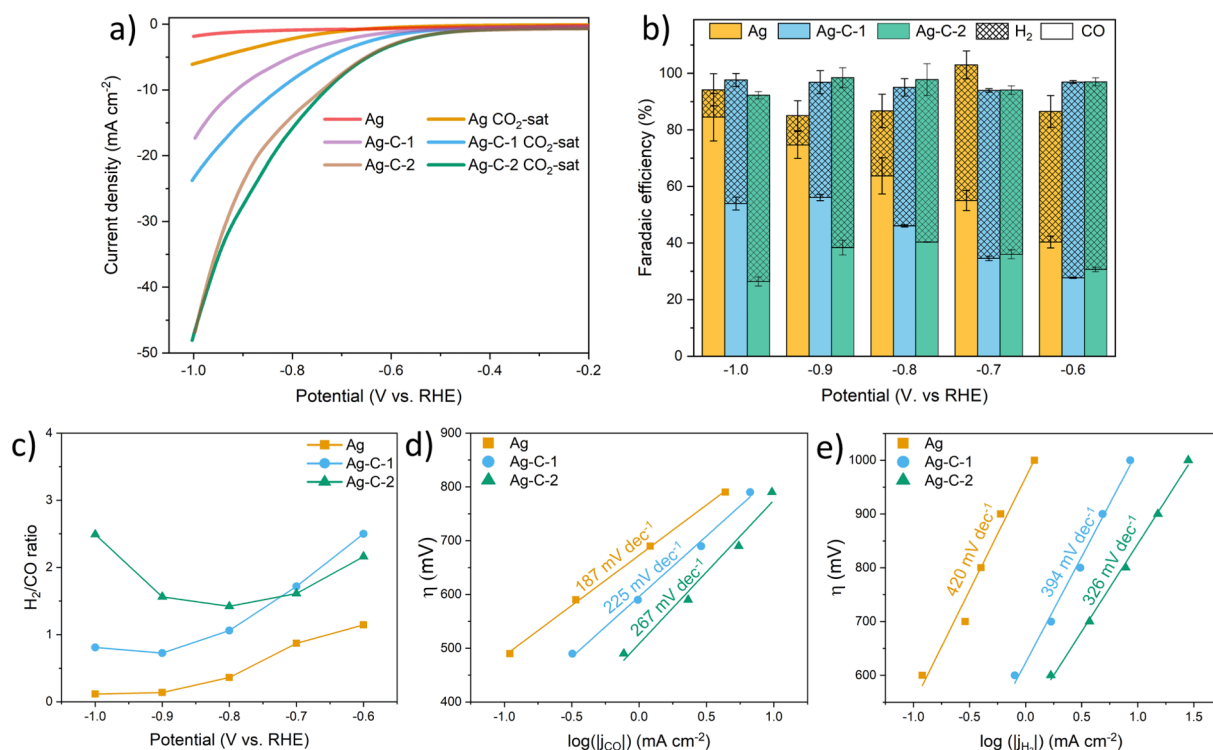 a)
0
-10
-20
-30
-40
-50
Current density (mA cm⁻²)
Ag
Ag CO₂-sat
Ag-C-1
Ag-C-1 CO₂-sat
Ag-C-2
Ag-C-2 CO₂-sat
-1.0 -0.8 -0.6 -0.4 -0.2
Potential (V vs. RHE)
b)
Ag Ag-C-1 Ag-C-2 H₂ CO
100
80
60
40
20
0
Faradaic efficiency (%)
-1.0 -0.9 -0.8 -0.7 -0.6
Potential (V. vs RHE)
c)
4
3
2
1
0
H₂/CO ratio
Ag
Ag-C-1
Ag-C-2
-1.0 -0.9 -0.8 -0.7 -0.6
Potential (V vs. RHE)
d)
900
800
700
600
500
400
η (mV)
Ag
Ag-C-1
Ag-C-2
187 mV dec⁻¹
225 mV dec⁻¹
267 mV dec⁻¹
-1.0 -0.5 0.0 0.5 1.0
log(|j_CO|) (mA cm⁻²)
e)
1000
900
800
700
600
η (mV)
Ag
Ag-C-1
Ag-C-2
420 mV dec⁻¹
394 mV dec⁻¹
326 mV dec⁻¹
-1.0 -0.5 0.0 0.5 1.0 1.5
log (|j_H₂|) (mA cm⁻²)